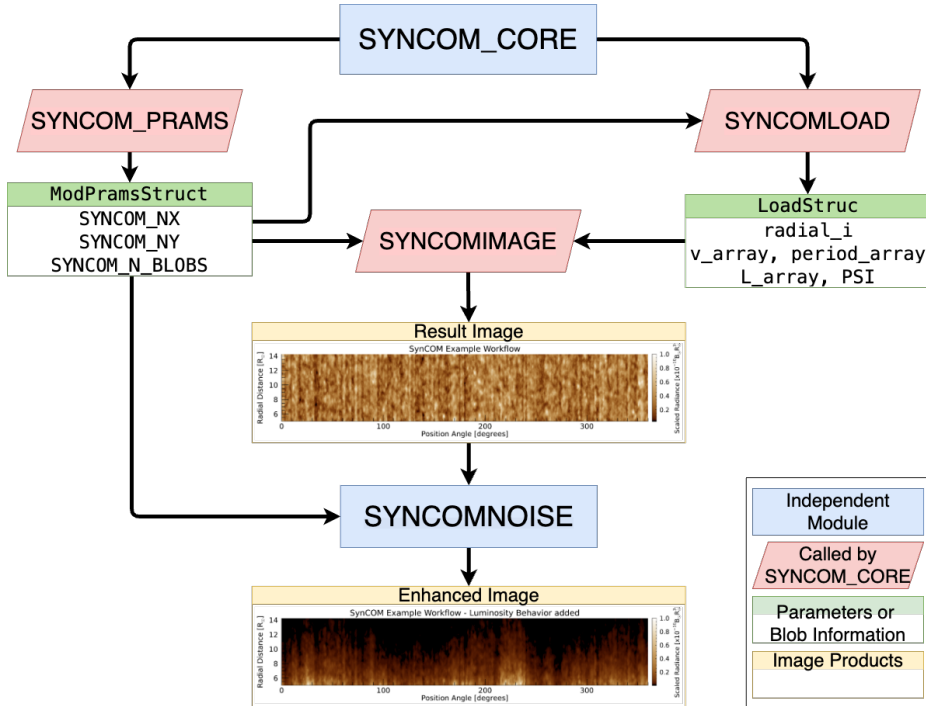 SYNCOM_CORE
SYNCOM_PRAMS
SYNCOMLOAD
ModPramsStruct
SYNCOM_NX
SYNCOM_NY
SYNCOM_N_BLOBS
SYNCOMIMAGE
LoadStruc
radial_i
v_array, period_array
L_array, PSI
Result Image
SynCOM Example Workflow
Radial Distance [R☉]
14
12
10
8
6
0
100
200
300
Position Angle [degrees]
1.0
0.8
0.6
0.4
0.2
SYNCOMNOISE
Enhanced Image
SynCOM Example Workflow - Luminosity Behavior added
Radial Distance [R☉]
14
12
10
8
6
0
100
200
300
Position Angle [degrees]
1.0
0.8
0.6
0.4
0.2
Independent
Module
Called by
SYNCOM_CORE
Parameters or
Blob Information
Image Products